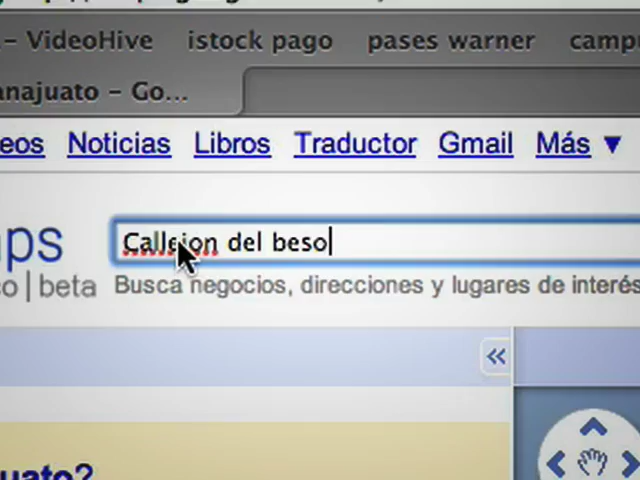 - VideoHive istock pago pases warner camp
anajuato - Go...
eos Noticias Libros Traductor Gmail Más ▼
ps
Callejon del beso
o | beta Busca negocios, direcciones y lugares de interés
uato?